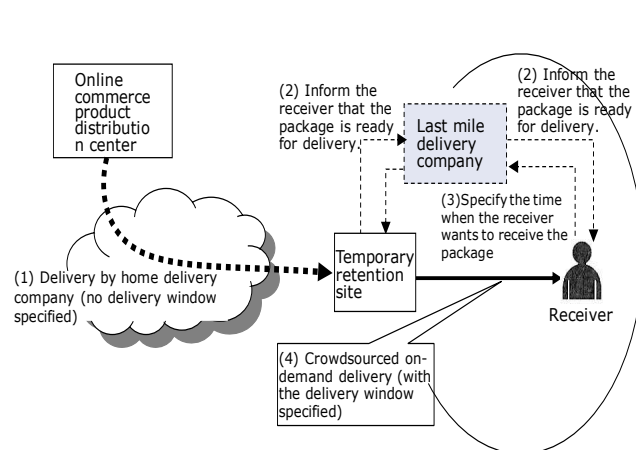 Online
commerce
product
distributio
n center
(2) Inform the
receiver that the
package is ready
for delivery.
(2) Inform the
receiver that the
package is ready
for delivery.
Last mile
delivery
company
(3)Specify the time
when the receiver
wants to receive the
package
(1) Delivery by home delivery
company (no delivery window
specified)
Temporary
retention
site
Receiver
(4) Crowdsourced on-
demand delivery (with
the delivery window
specified)